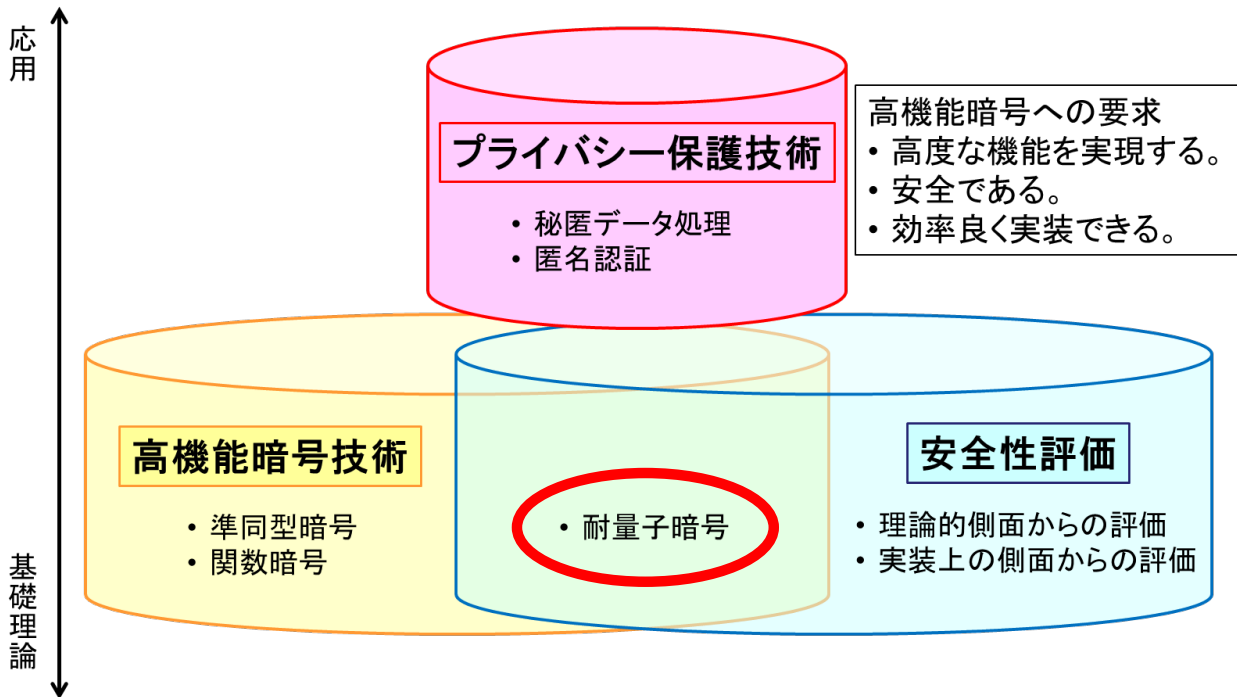 応用
プライバシー保護技術
• 秘匿データ処理
• 匿名認証
高機能暗号への要求
• 高度な機能を実現する。
• 安全である。
• 効率良く実装できる。
高機能暗号技術
• 準同型暗号
• 関数暗号
• 耐量子暗号
安全性評価
• 理論的側面からの評価
• 実装上の側面からの評価
基礎理論